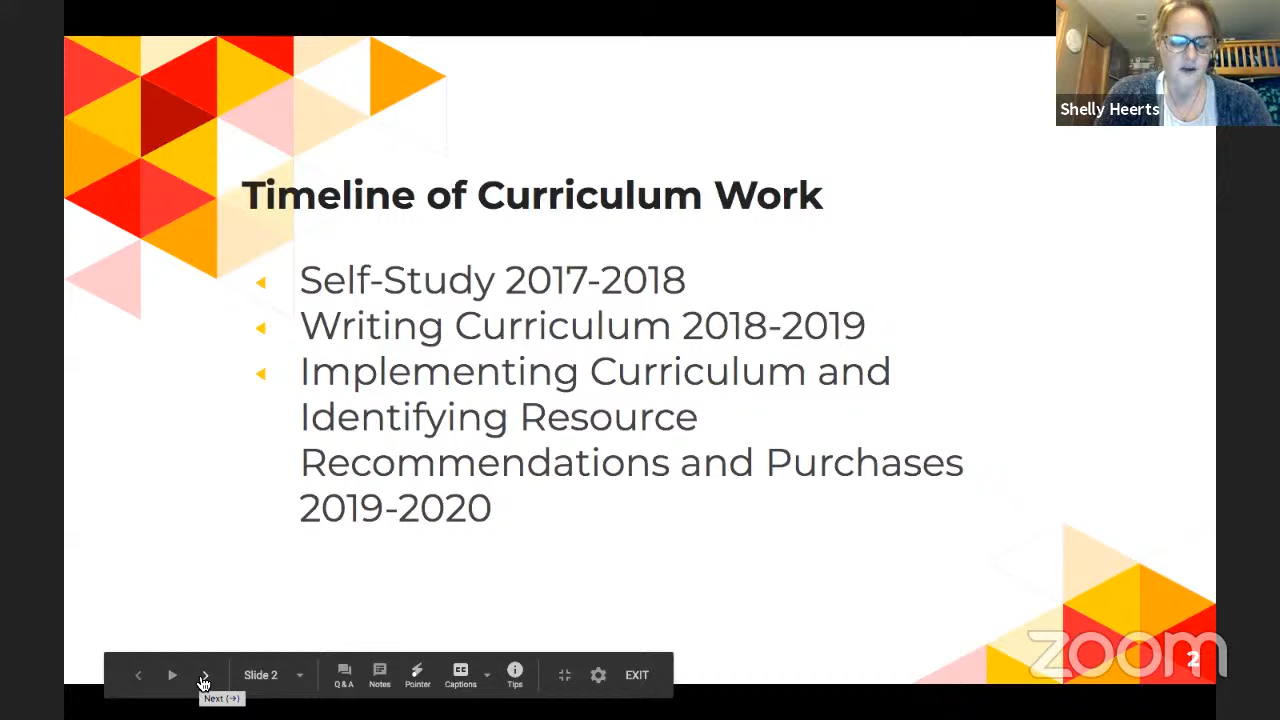 Shelly Heerts
Timeline of Curriculum Work
Self-Study 2017-2018
Writing Curriculum 2018-2019
Implementing Curriculum and
Identifying Resource
Recommendations and Purchases
2019-2020
zoom
2
Slide 2
Q&A
Notes
Pointer
Captions
Tips
EXIT
Next (→)